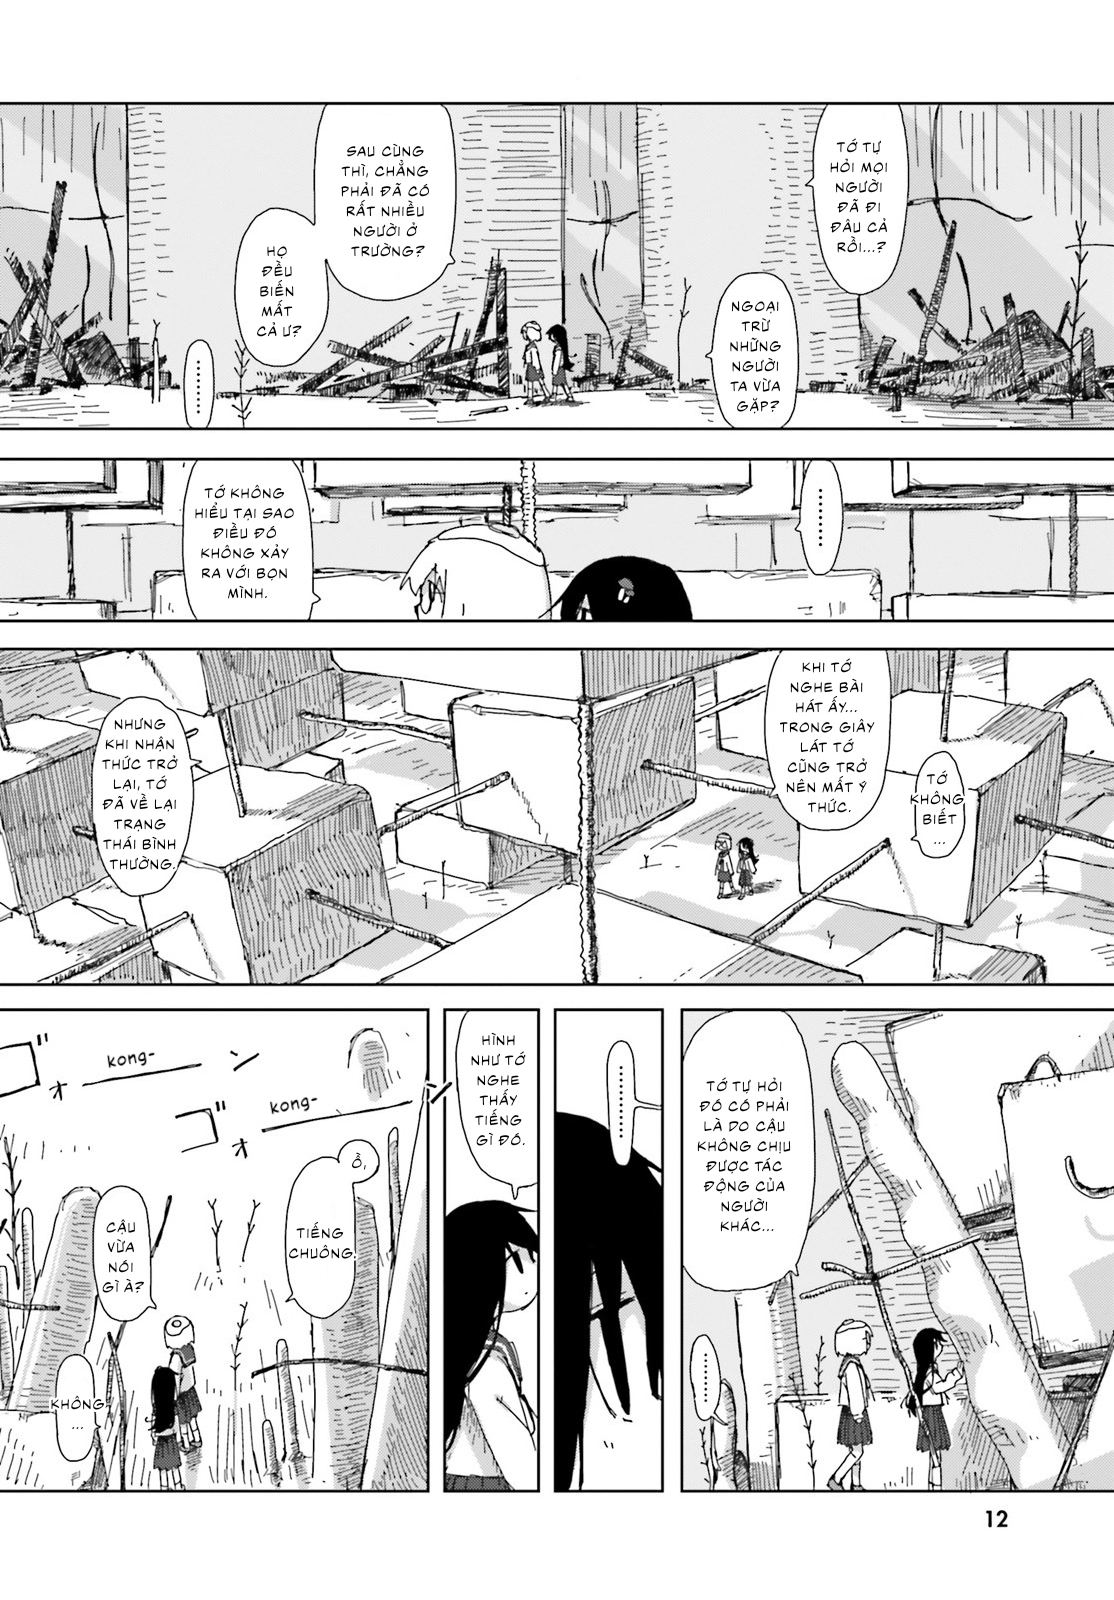 TỚ TỰ
HỎI MỌI
NGƯỜI
ĐÃ ĐI
ĐÂU CẢ
RỒI...?
NGOẠI
TRỪ
NHỮNG
NGƯỜI
TA VỪA
GẶP?
SAU CÙNG
THÌ, CHẲNG
PHẢI ĐÃ CÓ
RẤT NHIỀU
NGƯỜI Ở
TRƯỜNG?
HỌ
ĐỀU
BIẾN
MẤT
CẢ Ư?
........
........
TỚ KHÔNG
HIỂU TẠI SAO
ĐIỀU ĐÓ
KHÔNG XẢY
RA VỚI BỌN
MÌNH.
TỚ
KHÔNG
BIẾT
...
KHI TỚ
NGHE BÀI
HÁT ẤY...
TRONG GIÂY
LÁT TỚ
CŨNG TRỞ
NÊN MẤT Ý
THỨC.
NHƯNG
KHI NHẬN
THỨC TRỞ
LẠI, TỚ
ĐÃ VỀ LẠI
TRẠNG
THÁI BÌNH
THƯỜNG.
TỚ TỰ HỎI
ĐÓ CÓ PHẢI
LÀ DO CẬU
KHÔNG CHỊU
ĐƯỢC TÁC
ĐỘNG CỦA
NGƯỜI
KHÁC...
........
........
HÌNH
NHƯ TỚ
NGHE
THẤY
TIẾNG
GÌ ĐÓ.
ゴォーン
kong-
ゴォーン
kong-
Ồ,
TIẾNG
CHUÔNG.
CẬU
VỪA
NÓI
GÌ À?
KHÔNG
...
12